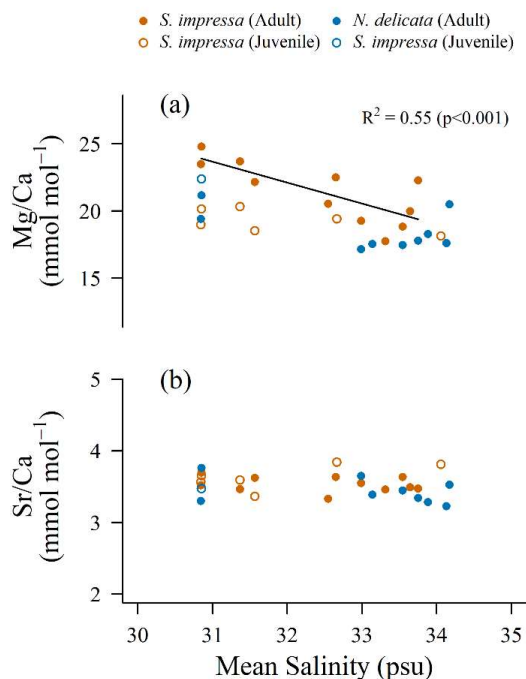 S. impressa (Adult) N. delicata (Adult)
S. impressa (Juvenile) S. impressa (Juvenile)
(a)
R² = 0.55 (p<0.001)
25
20
15
Mg/Ca
(mmol mol⁻¹)
(b)
5
4
3
2
Sr/Ca
(mmol mol⁻¹)
30 31 32 33 34 35
Mean Salinity (psu)